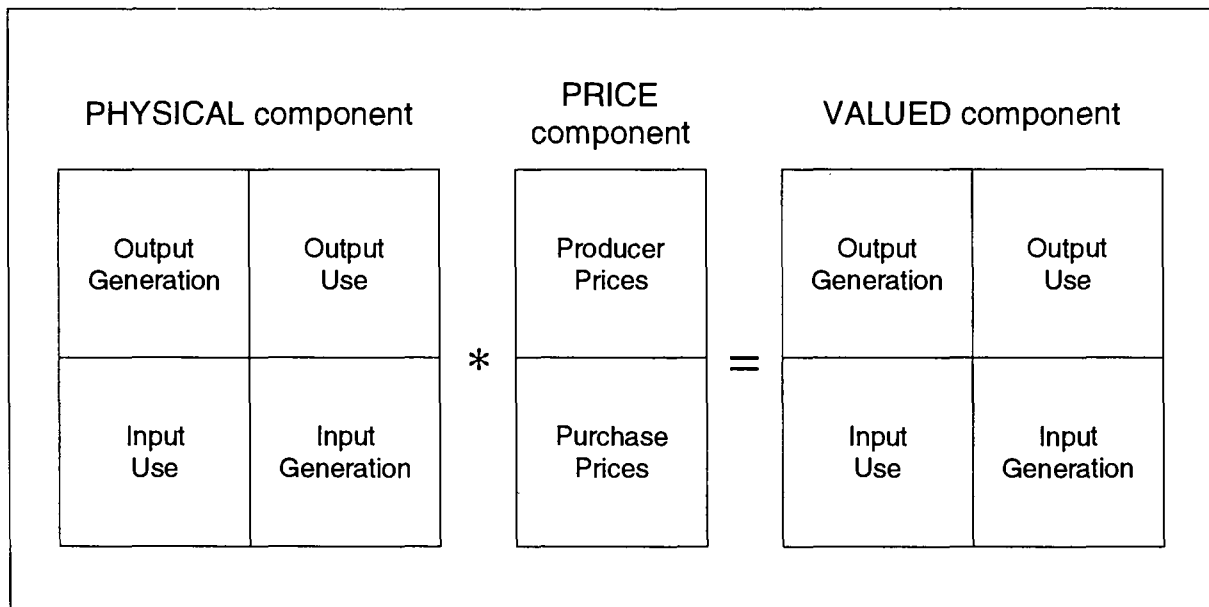 PHYSICAL component
PRICE
component
VALUED component
Output
Generation
Output
Use
Producer
Prices
Output
Generation
Output
Use
*
=
Input
Use
Input
Generation
Purchase
Prices
Input
Use
Input
Generation